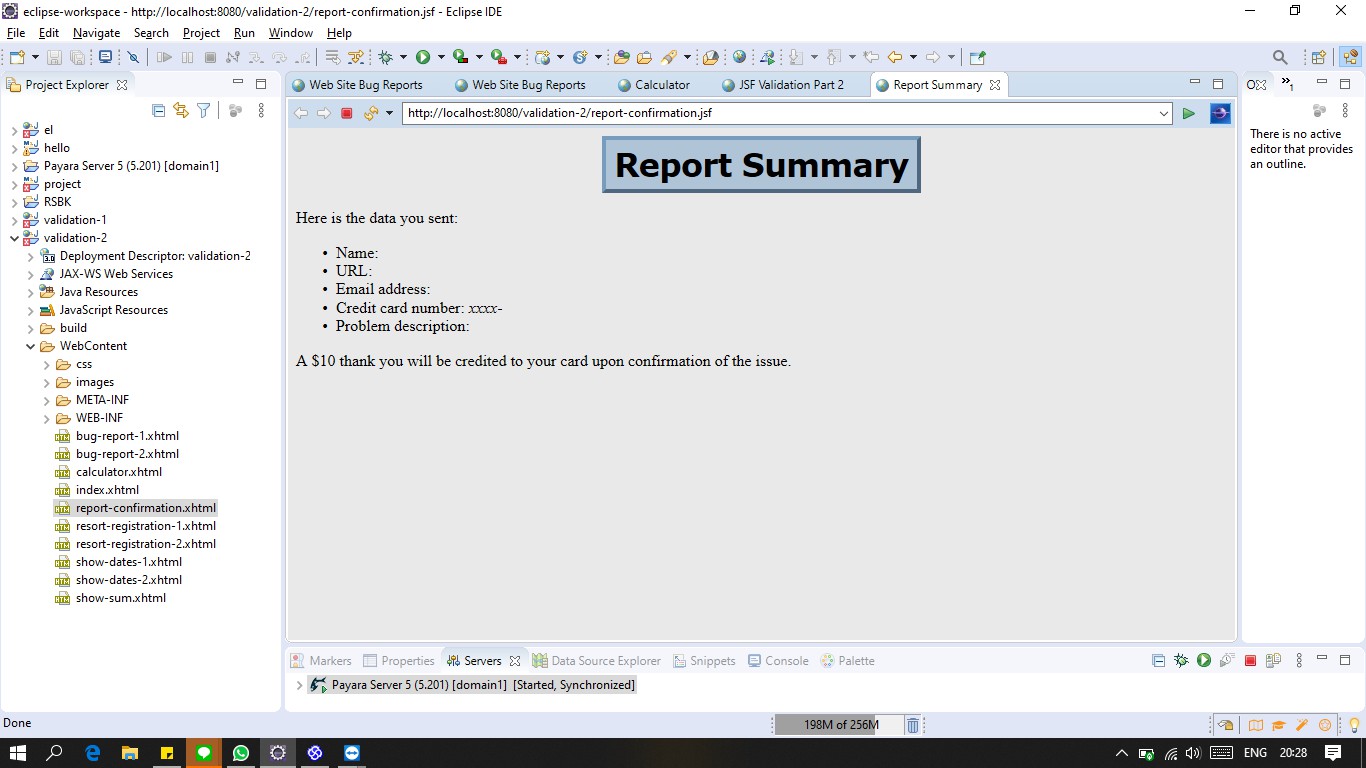 eclipse-workspace - http://localhost:8080/validation-2/report-confirmation.jsf - Eclipse IDE
File Edit Navigate Search Project Run Window Help
Project Explorer
el
hello
Payara Server 5 (5.201) [domain1]
project
RSBK
validation-1
validation-2
Deployment Descriptor: validation-2
JAX-WS Web Services
Java Resources
JavaScript Resources
build
WebContent
css
images
META-INF
WEB-INF
bug-report-1.xhtml
bug-report-2.xhtml
calculator.xhtml
index.xhtml
report-confirmation.xhtml
resort-registration-1.xhtml
resort-registration-2.xhtml
show-dates-1.xhtml
show-dates-2.xhtml
show-sum.xhtml
Web Site Bug Reports Web Site Bug Reports Calculator JSF Validation Part 2 Report Summary
http://localhost:8080/validation-2/report-confirmation.jsf
Report Summary
Here is the data you sent:
• Name:
• URL:
• Email address:
• Credit card number: xxxx-
• Problem description:
A $10 thank you will be credited to your card upon confirmation of the issue.
O
»1
There is no active
editor that provides
an outline.
Markers Properties Servers Data Source Explorer Snippets Console Palette
Payara Server 5 (5.201) [domain1] [Started, Synchronized]
Done
198M of 256M
ENG 20:28